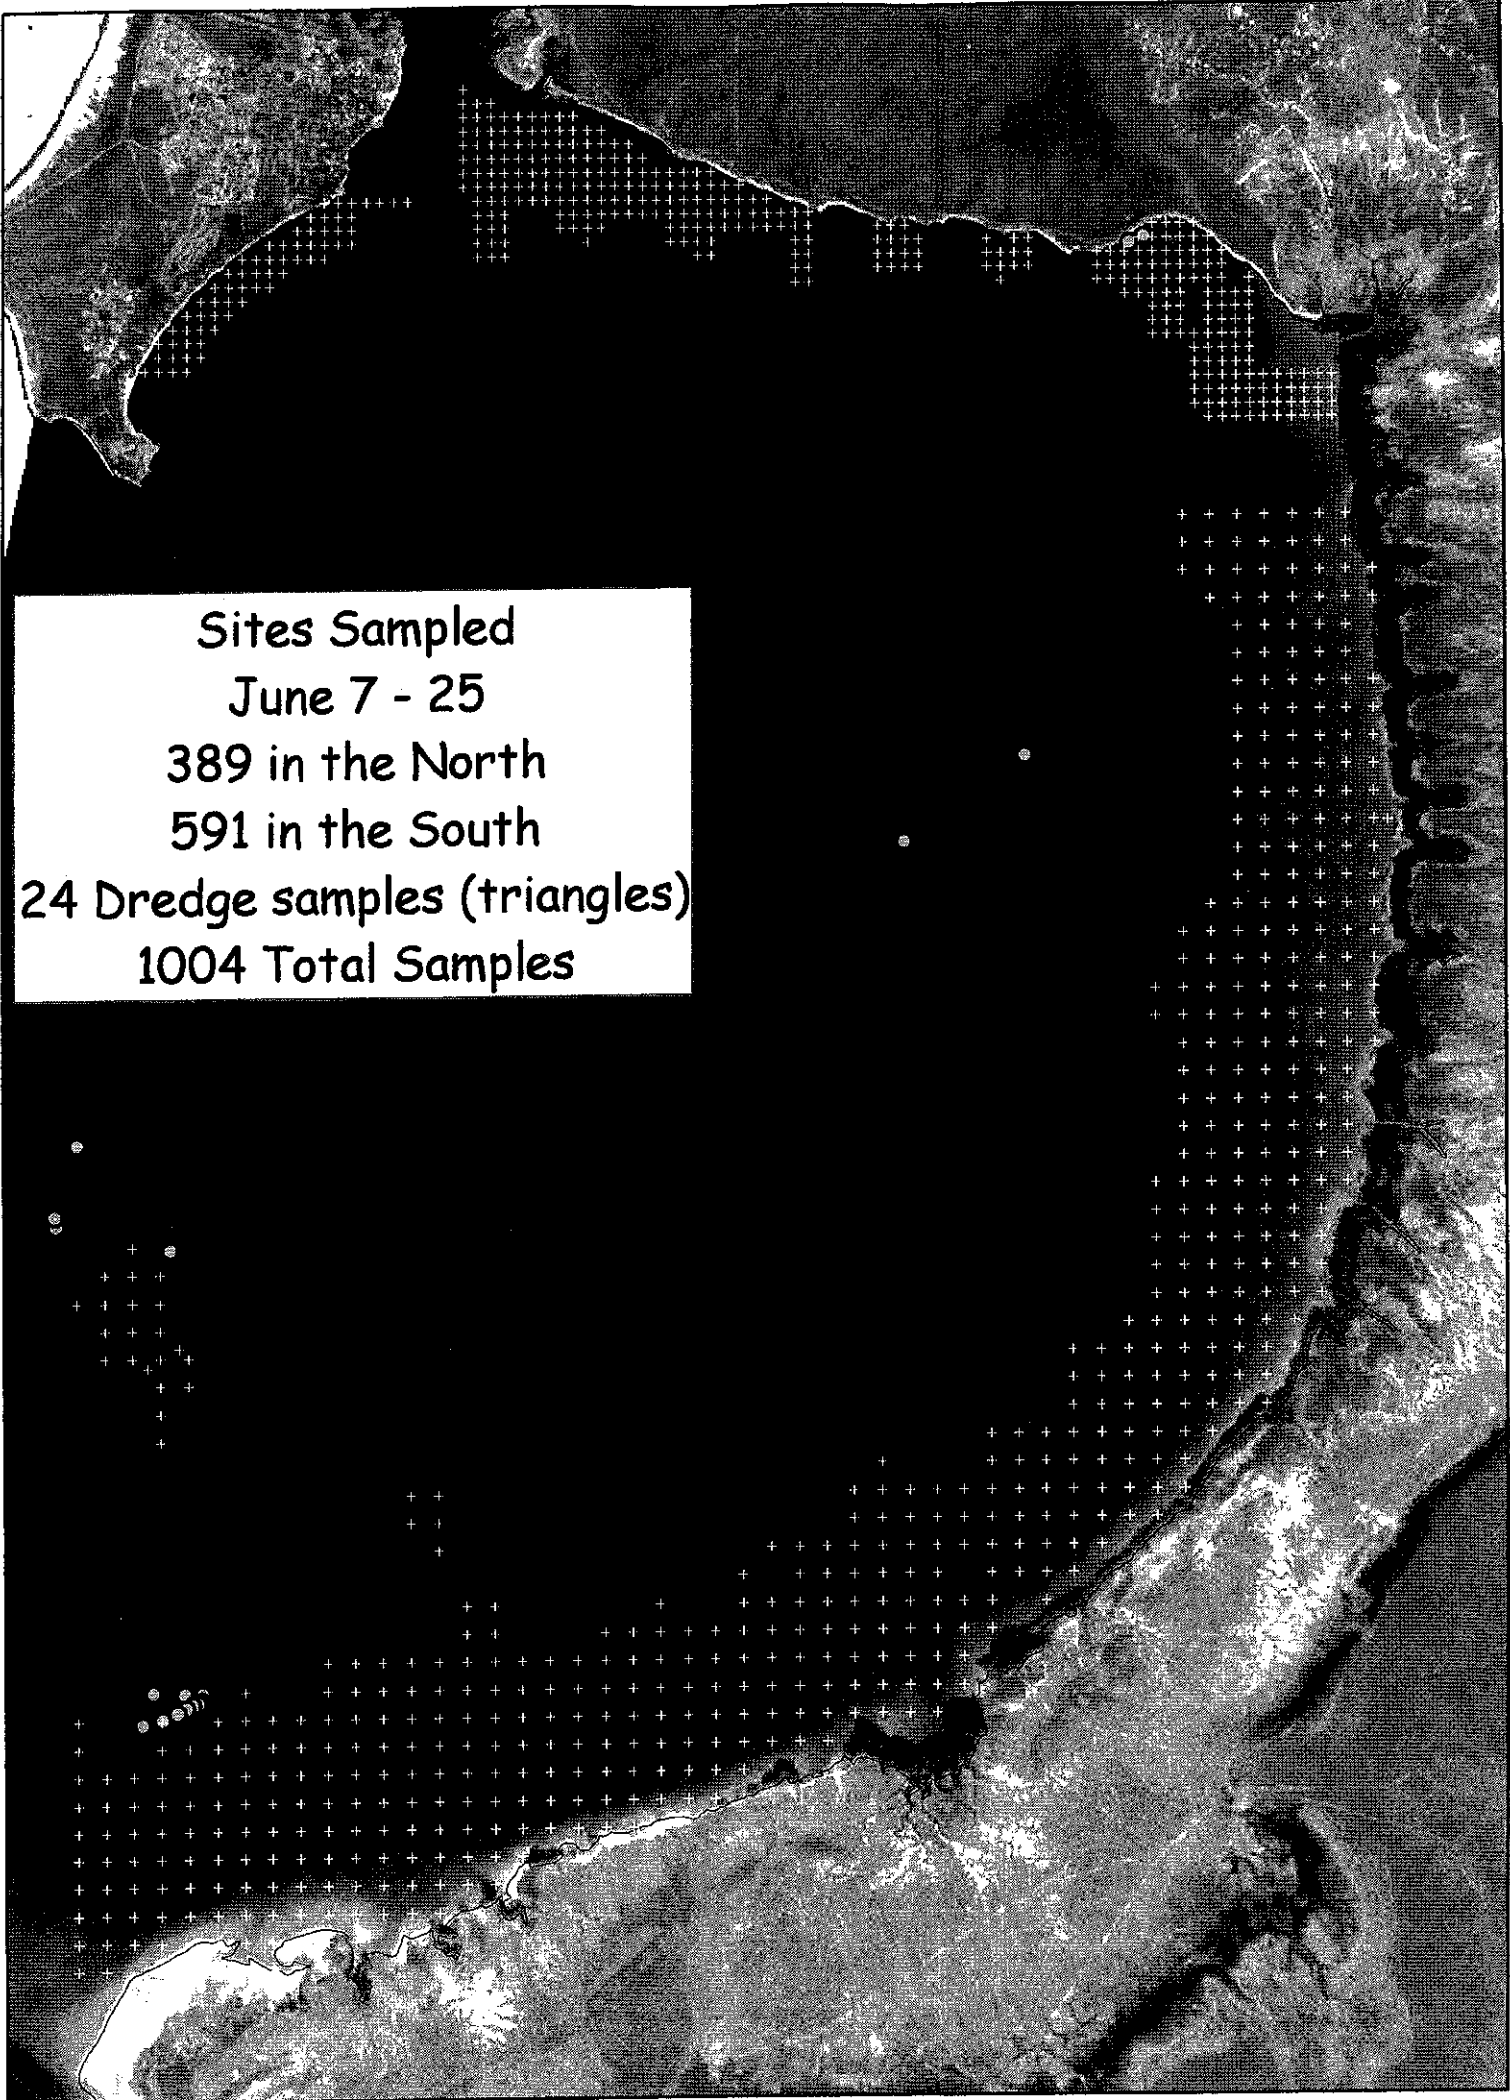 Sites Sampled
June 7 - 25
389 in the North
591 in the South
24 Dredge samples (triangles)
1004 Total Samples